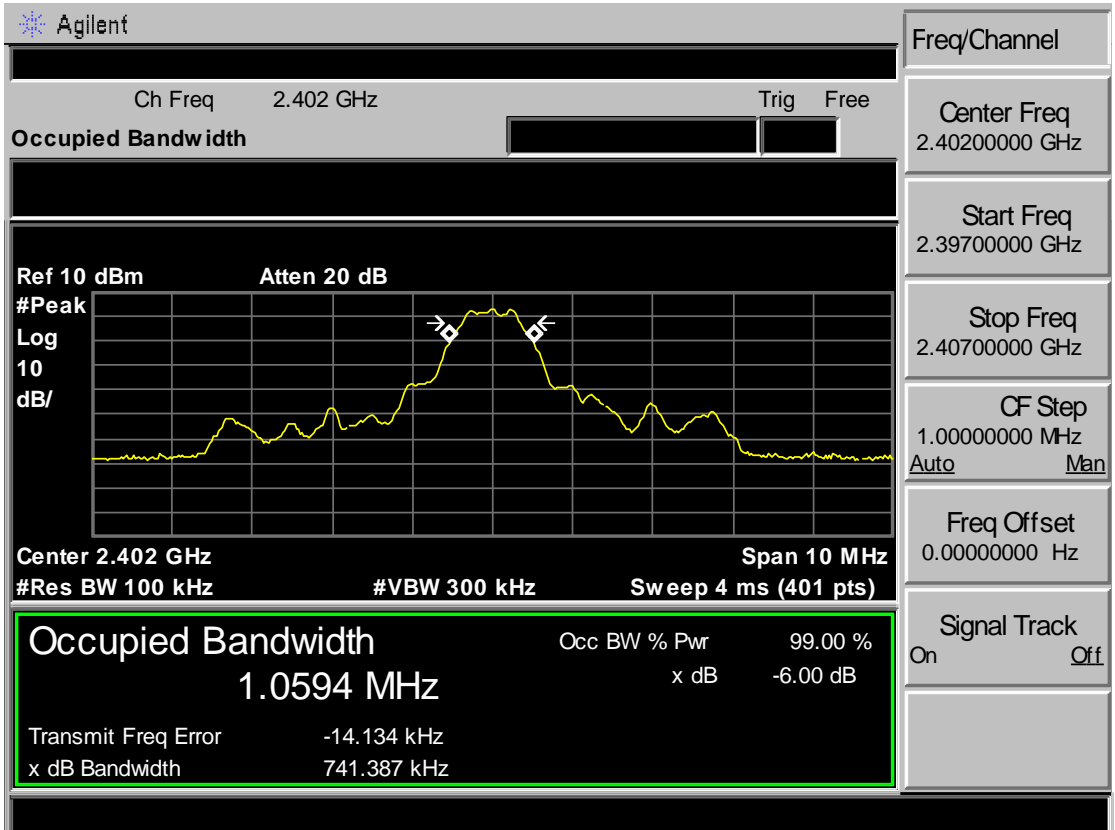 Agilent
Ch Freq 2.402 GHz Trig Free
Occupied Bandwidth
Ref 10 dBm Atten 20 dB
#Peak
Log
10
dB/
Center 2.402 GHz Span 10 MHz
#Res BW 100 kHz #VBW 300 kHz Sweep 4 ms (401 pts)
Occupied Bandwidth Occ BW % Pwr 99.00 %
1.0594 MHz x dB -6.00 dB
Transmit Freq Error -14.134 kHz
x dB Bandwidth 741.387 kHz
Freq/Channel
Center Freq
2.40200000 GHz
Start Freq
2.39700000 GHz
Stop Freq
2.40700000 GHz
CF Step
1.00000000 MHz
Auto Man
Freq Offset
0.00000000 Hz
Signal Track
On Off